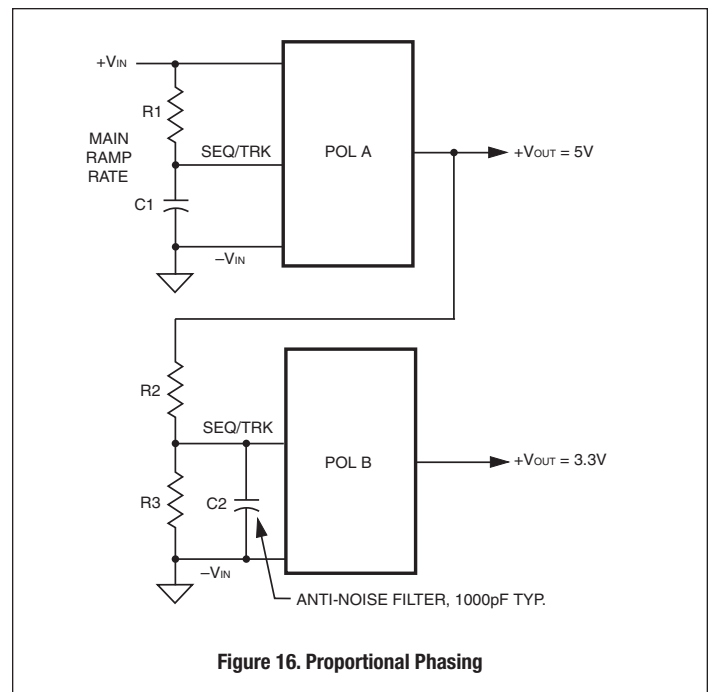 +VIN
R1
MAIN
RAMP
RATE
SEQ/TRK
POL A
+VOUT = 5V
C1
–VIN
R2
SEQ/TRK
POL B
+VOUT = 3.3V
R3
C2
–VIN
ANTI-NOISE FILTER, 1000pF TYP.
Figure 16. Proportional Phasing